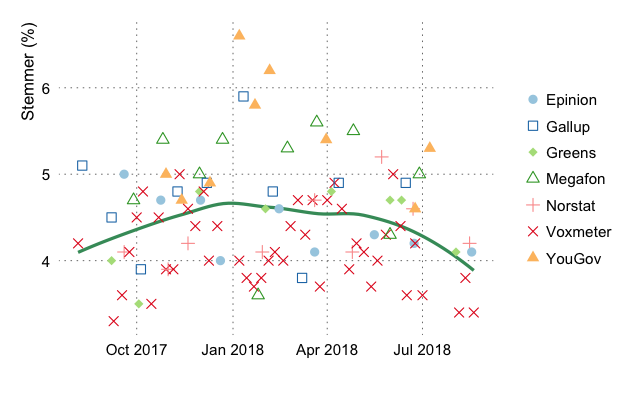 Stemmer (%)
6
5
4
Oct 2017
Jan 2018
Apr 2018
Jul 2018
Epinion
Gallup
Greens
Megafon
Norstat
Voxmeter
YouGov